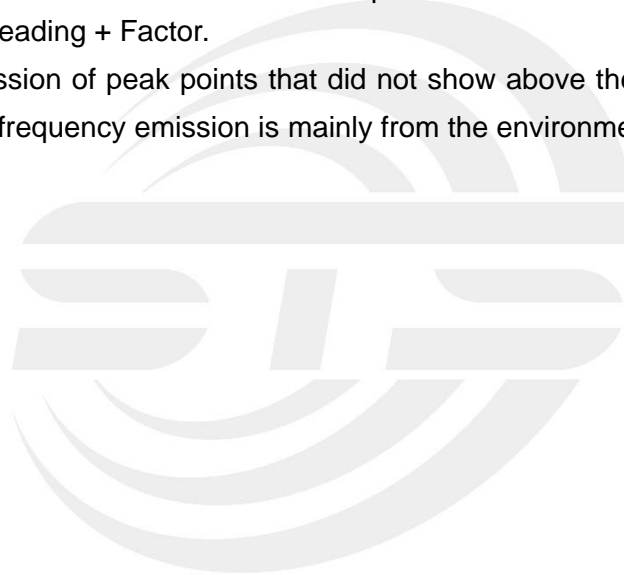 eading + Factor.
ssion of peak points that did not show above the
frequency emission is mainly from the environme
STS